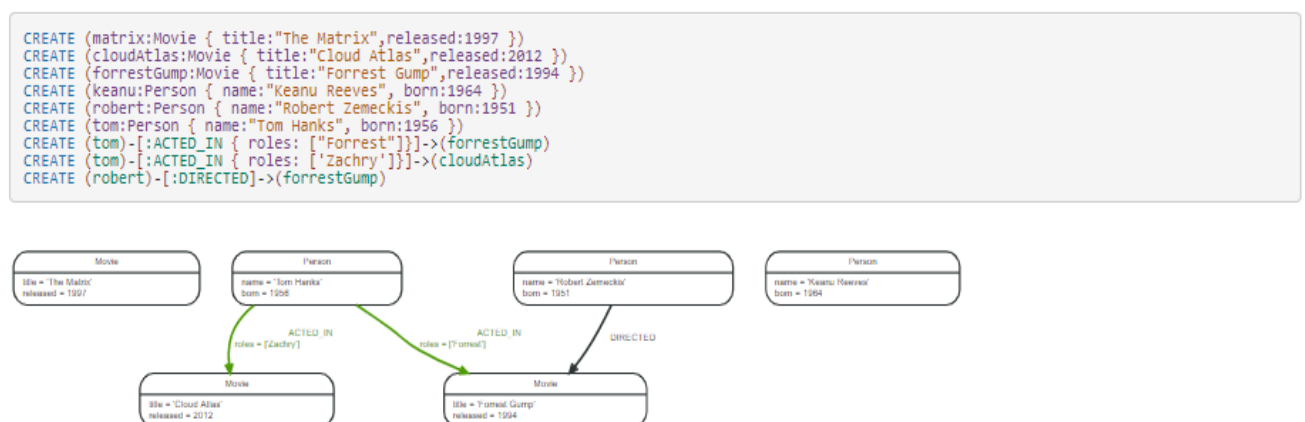 CREATE (matrix:Movie { title:"The Matrix",released:1997 })
CREATE (cloudAtlas:Movie { title:"Cloud Atlas",released:2012 })
CREATE (forrestGump:Movie { title:"Forrest Gump",released:1994 })
CREATE (keanu:Person { name:"Keanu Reeves", born:1964 })
CREATE (robert:Person { name:"Robert Zemeckis", born:1951 })
CREATE (tom:Person { name:"Tom Hanks", born:1956 })
CREATE (tom)-[:ACTED_IN { roles: ["Forrest"]}]->(forrestGump)
CREATE (tom)-[:ACTED_IN { roles: ['Zachry']}]->(cloudAtlas)
CREATE (robert)-[:DIRECTED]->(forrestGump)
Movie
title = 'The Matrix'
released = 1997
Person
name = 'Tom Hanks'
born = 1956
Person
name = 'Robert Zemeckis'
born = 1951
Person
name = 'Keanu Reeves'
born = 1964
ACTED_IN
roles = ['Zachry']
ACTED_IN
roles = ['Forrest']
DIRECTED
Movie
title = 'Cloud Atlas'
released = 2012
Movie
title = 'Forrest Gump'
released = 1994